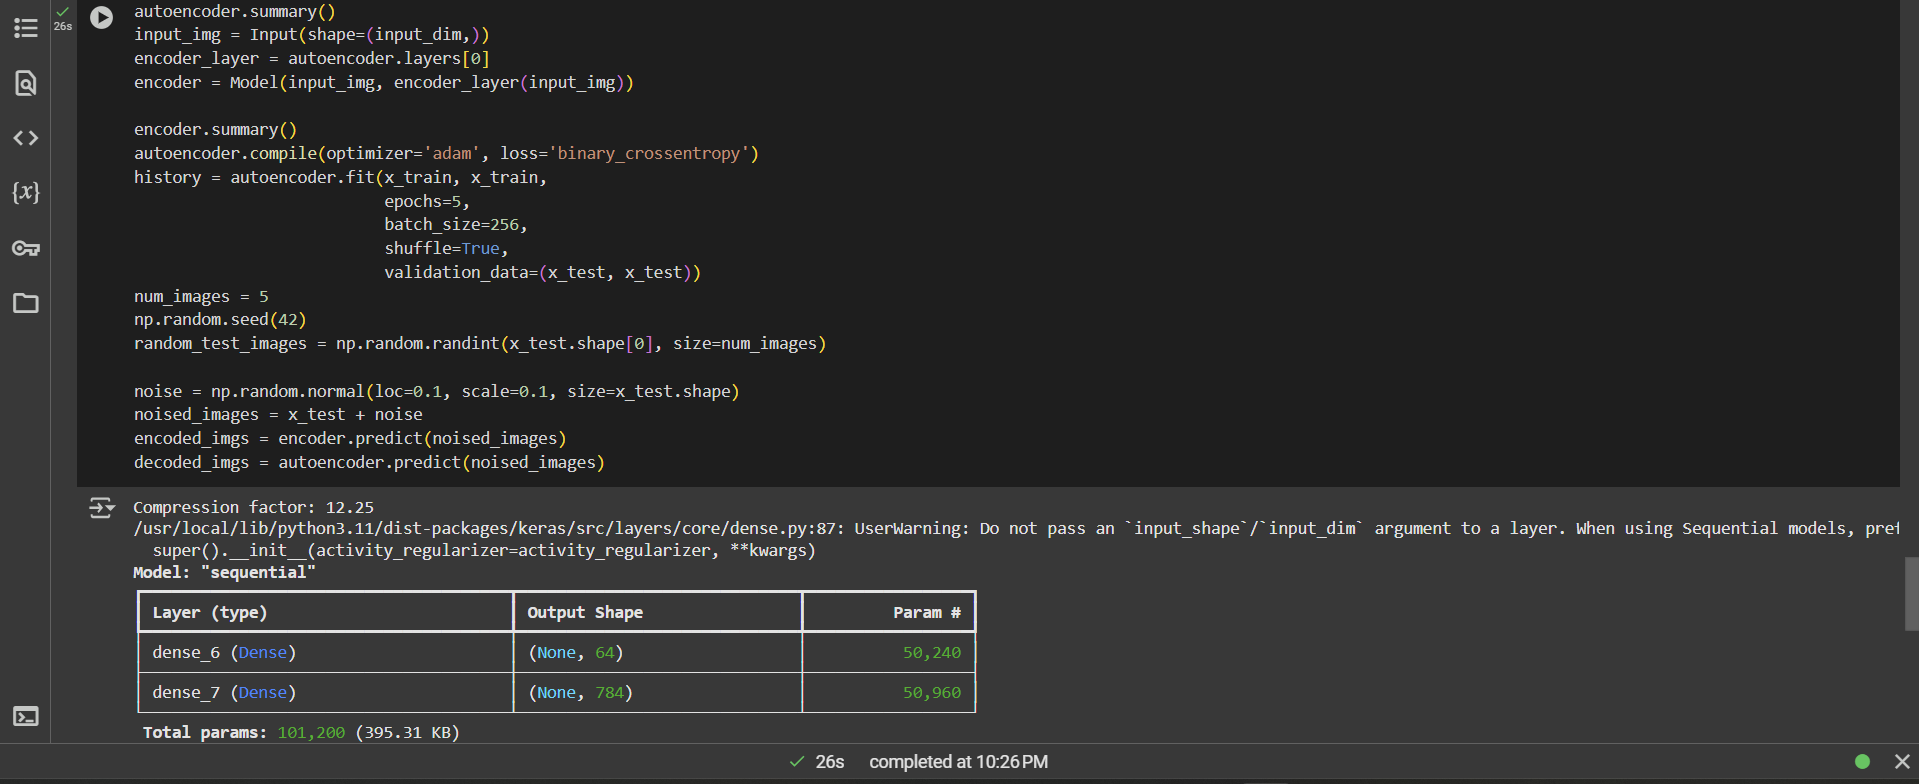 26s
autoencoder.summary()
input_img = Input(shape=(input_dim,))
encoder_layer = autoencoder.layers[0]
encoder = Model(input_img, encoder_layer(input_img))
encoder.summary()
autoencoder.compile(optimizer='adam', loss='binary_crossentropy')
history = autoencoder.fit(x_train, x_train,
epochs=5,
batch_size=256,
shuffle=True,
validation_data=(x_test, x_test))
num_images = 5
np.random.seed(42)
random_test_images = np.random.randint(x_test.shape[0], size=num_images)
noise = np.random.normal(loc=0.1, scale=0.1, size=x_test.shape)
noised_images = x_test + noise
encoded_imgs = encoder.predict(noised_images)
decoded_imgs = autoencoder.predict(noised_images)
Compression factor: 12.25
/usr/local/lib/python3.11/dist-packages/keras/src/layers/core/dense.py:87: UserWarning: Do not pass an `input_shape`/`input_dim` argument to a layer. When using Sequential models, pref
super().__init__(activity_regularizer=activity_regularizer, **kwargs)
Model: "sequential"
Layer (type) Output Shape Param #
dense_6 (Dense) (None, 64) 50,240
dense_7 (Dense) (None, 784) 50,960
Total params: 101,200 (395.31 KB)
26s completed at 10:26 PM